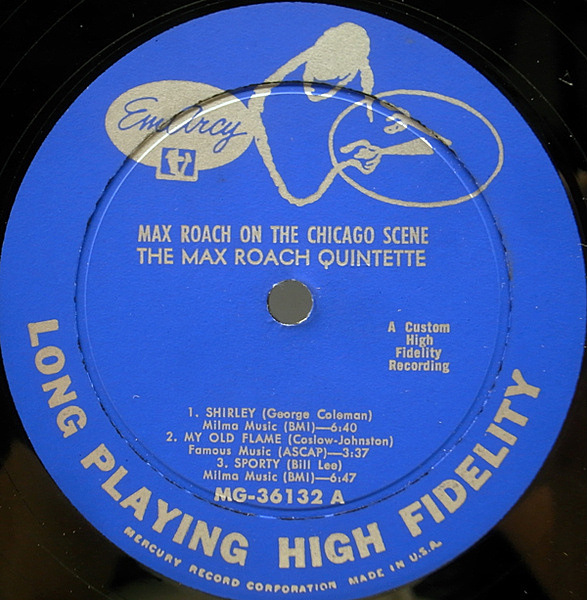 EmArcy
MAX ROACH ON THE CHICAGO SCENE
THE MAX ROACH QUINTETTE
A Custom
High
Fidelity
Recording
1. SHIRLEY (George Coleman)
Milma Music (BMI)—6:40
2. MY OLD FLAME (Coslow-Johnston)
Famous Music (ASCAP)—3:37
3. SPORTY (Bill Lee)
Milma Music (BMI)—6:47
MG-36132 A
LONG PLAYING HIGH FIDELITY
MERCURY RECORD CORPORATION MADE IN U.S.A.